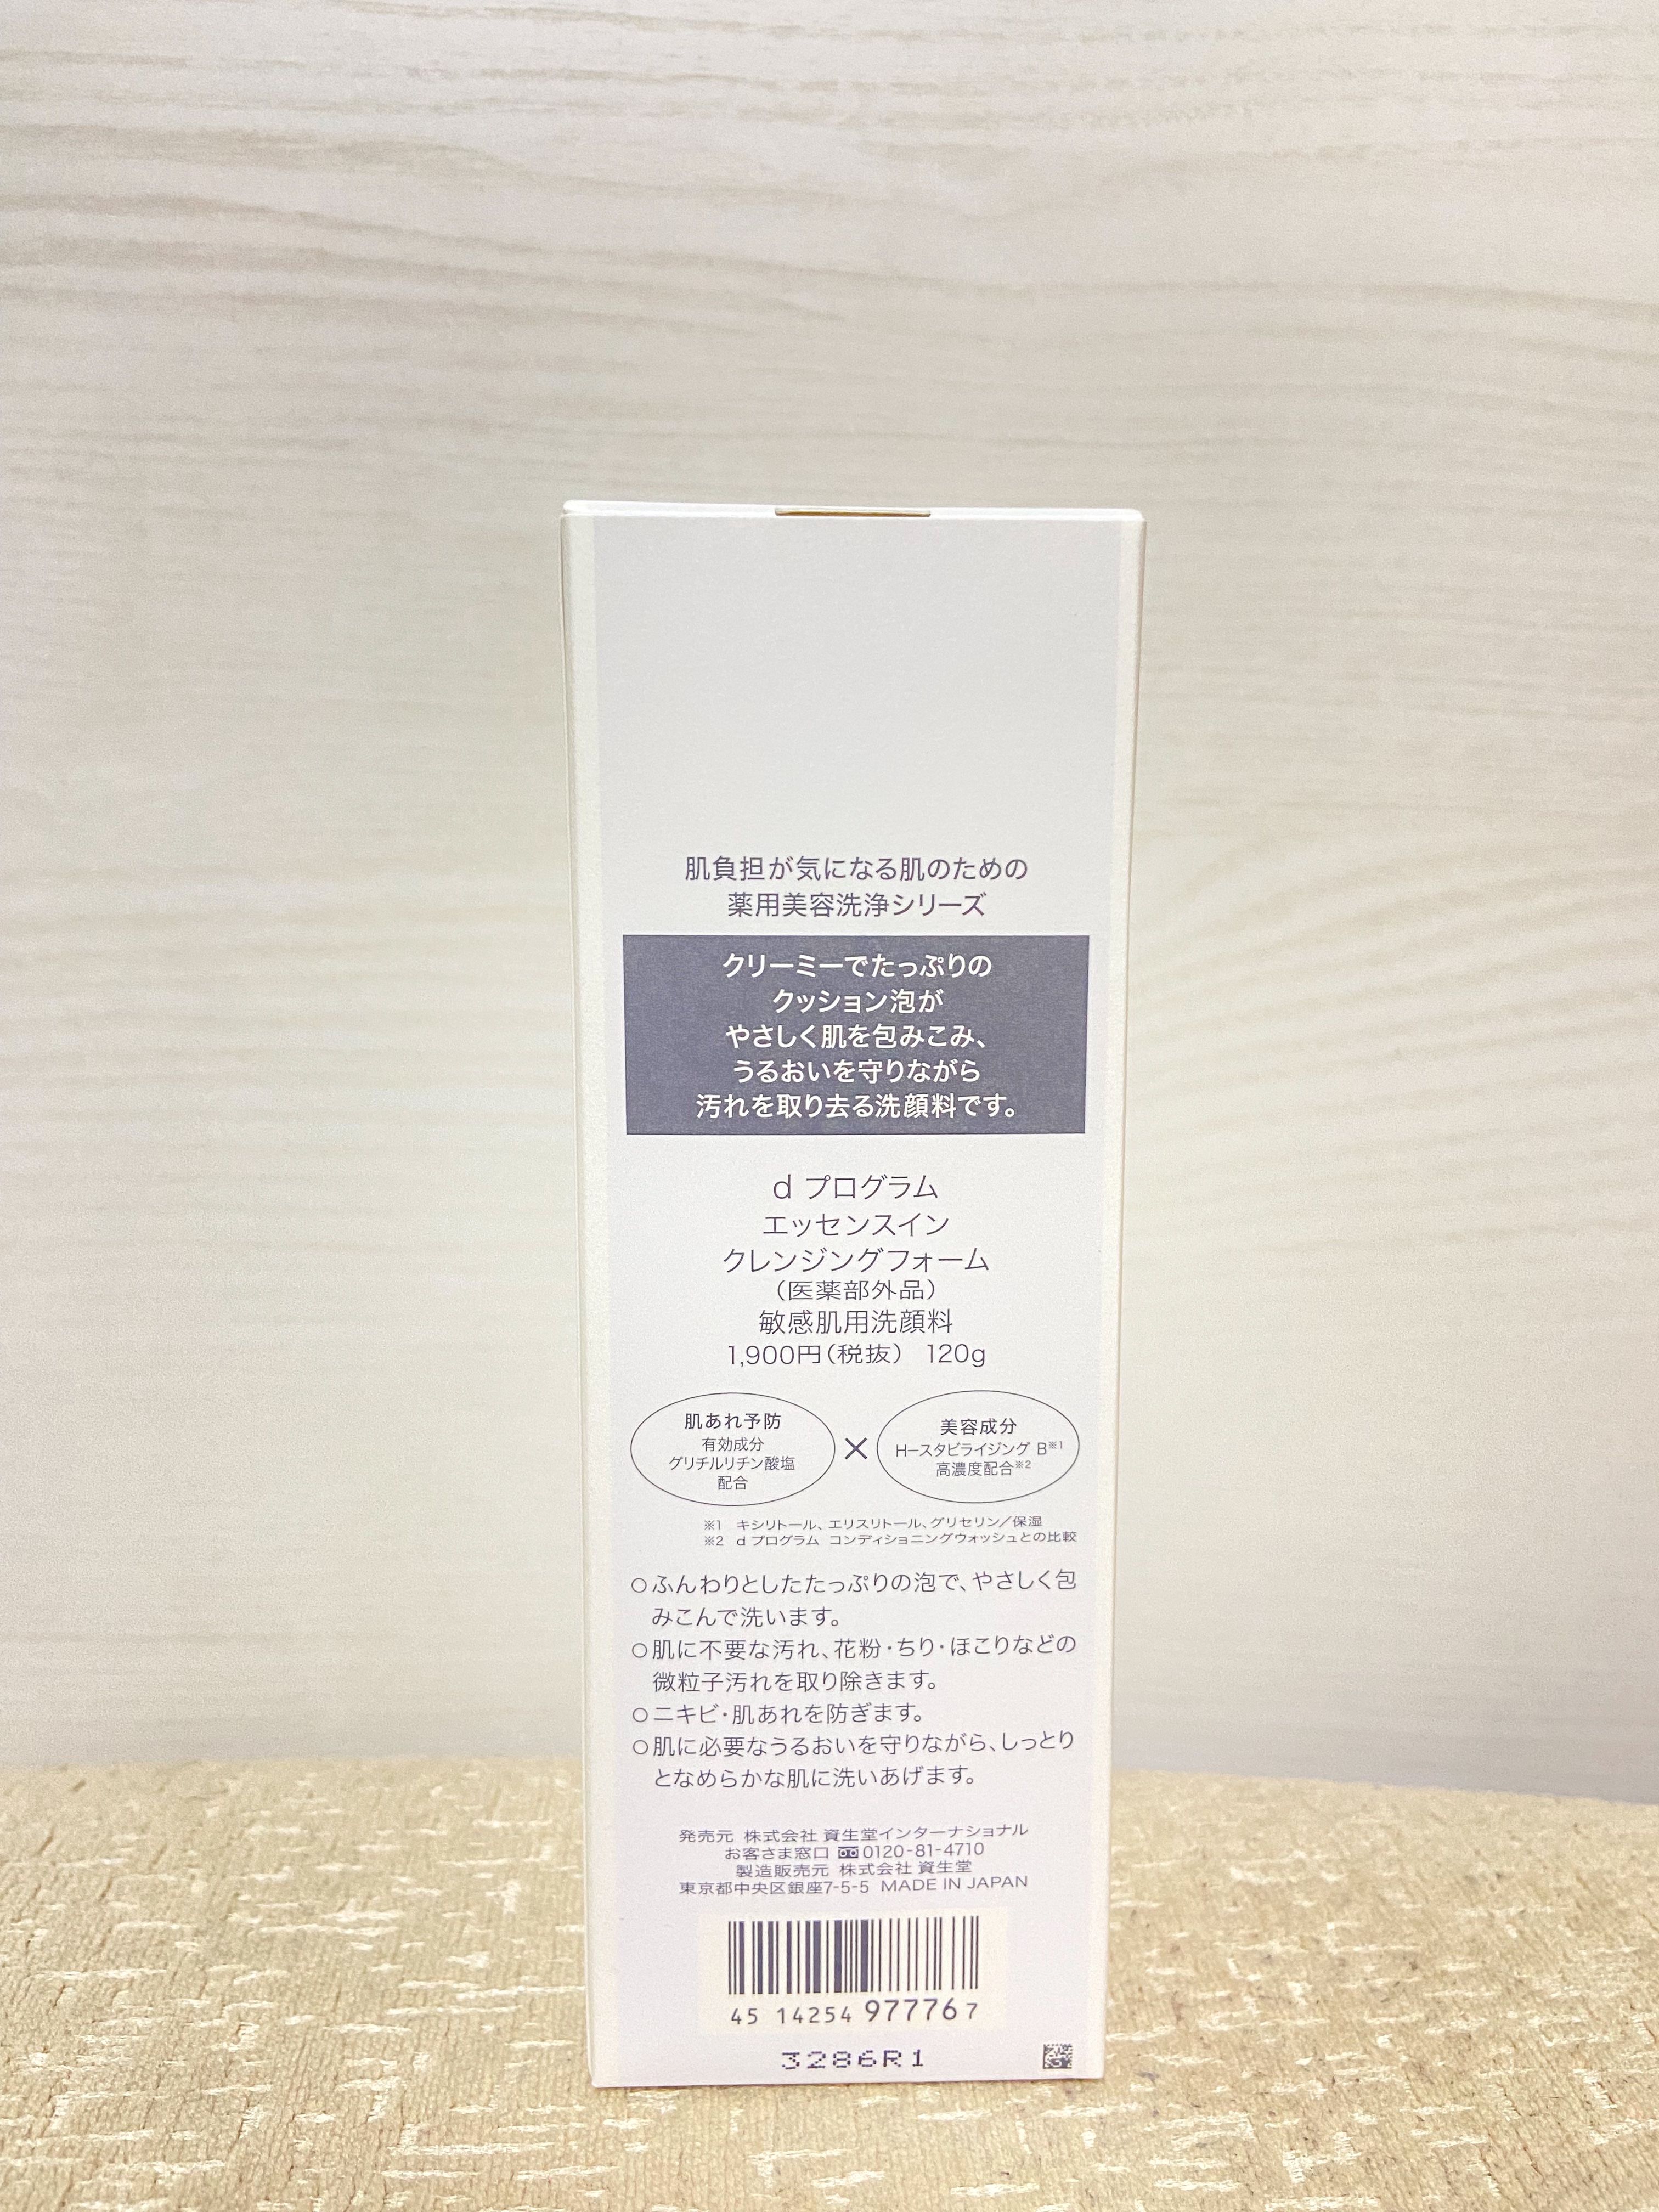 肌負担が気になる肌のための
薬用美容洗浄シリーズ
クリーミーでたっぷりの
クッション泡が
やさしく肌を包みこみ、
うるおいを守りながら
汚れを取り去る洗顔料です。
d プログラム
エッセンスイン
クレンジングフォーム
（医薬部外品）
敏感肌用洗顔料
1,900円（税抜） 120g
肌あれ予防
有効成分
グリチルリチン酸塩
配合
×
美容成分
H－スタビライジング B※1
高濃度配合※2
※1 キシリトール、エリスリトール、グリセリン／保湿
※2 d プログラム コンディショニングウォッシュとの比較
○ふんわりとしたたっぷりの泡で、やさしく包
みこんで洗います。
○肌に不要な汚れ、花粉・ちり・ほこりなどの
微粒子汚れを取り除きます。
○ニキビ・肌あれを防ぎます。
○肌に必要なうるおいを守りながら、しっとり
となめらかな肌に洗いあげます。
発売元 株式会社 資生堂インターナショナル
お客さま窓口 0120-81-4710
製造販売元 株式会社 資生堂
東京都中央区銀座7-5-5 MADE IN JAPAN
45 14254 97776 7
3286R1